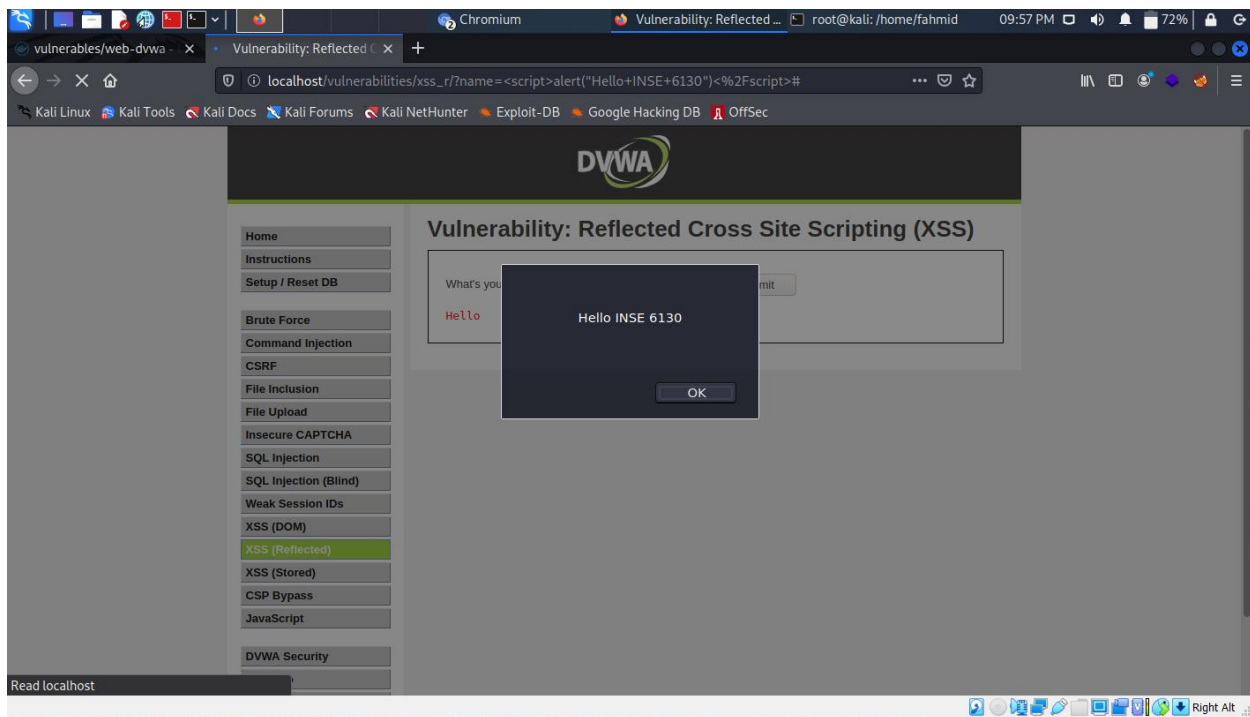 Chromium
Vulnerability: Reflected ...
root@kali: /home/fahmid
09:57 PM
72%
vulnerables/web-dvwa -
Vulnerability: Reflected C
localhost/vulnerabilities/xss_r/?name=<script>alert("Hello+INSE+6130")<%2Fscript>#
Kali Linux Kali Tools Kali Docs Kali Forums Kali NetHunter Exploit-DB Google Hacking DB OffSec
DVWA
Vulnerability: Reflected Cross Site Scripting (XSS)
Home
Instructions
Setup / Reset DB
Brute Force
Command Injection
CSRF
File Inclusion
File Upload
Insecure CAPTCHA
SQL Injection
SQL Injection (Blind)
Weak Session IDs
XSS (DOM)
XSS (Reflected)
XSS (Stored)
CSP Bypass
JavaScript
DVWA Security
What's you
mit
Hello
Hello INSE 6130
OK
Read localhost
Right Alt